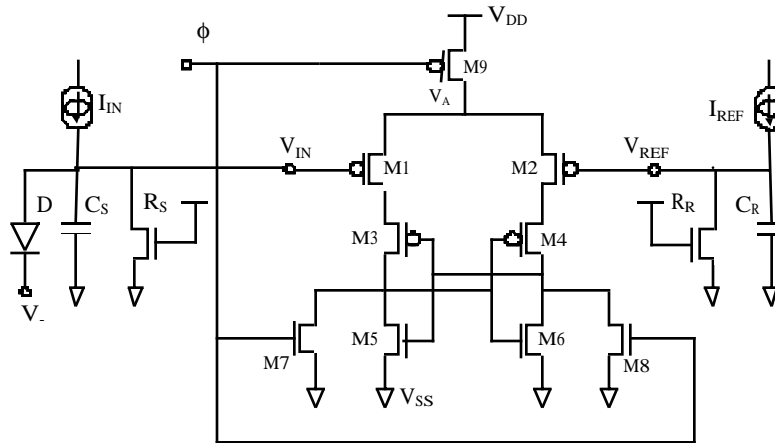 ϕ
V_DD
M9
V_A
I_IN
I_REF
V_IN
V_REF
M1
M2
D
C_S
R_S
R_R
C_R
M3
M4
V_-
M7
M5
M6
M8
V_SS